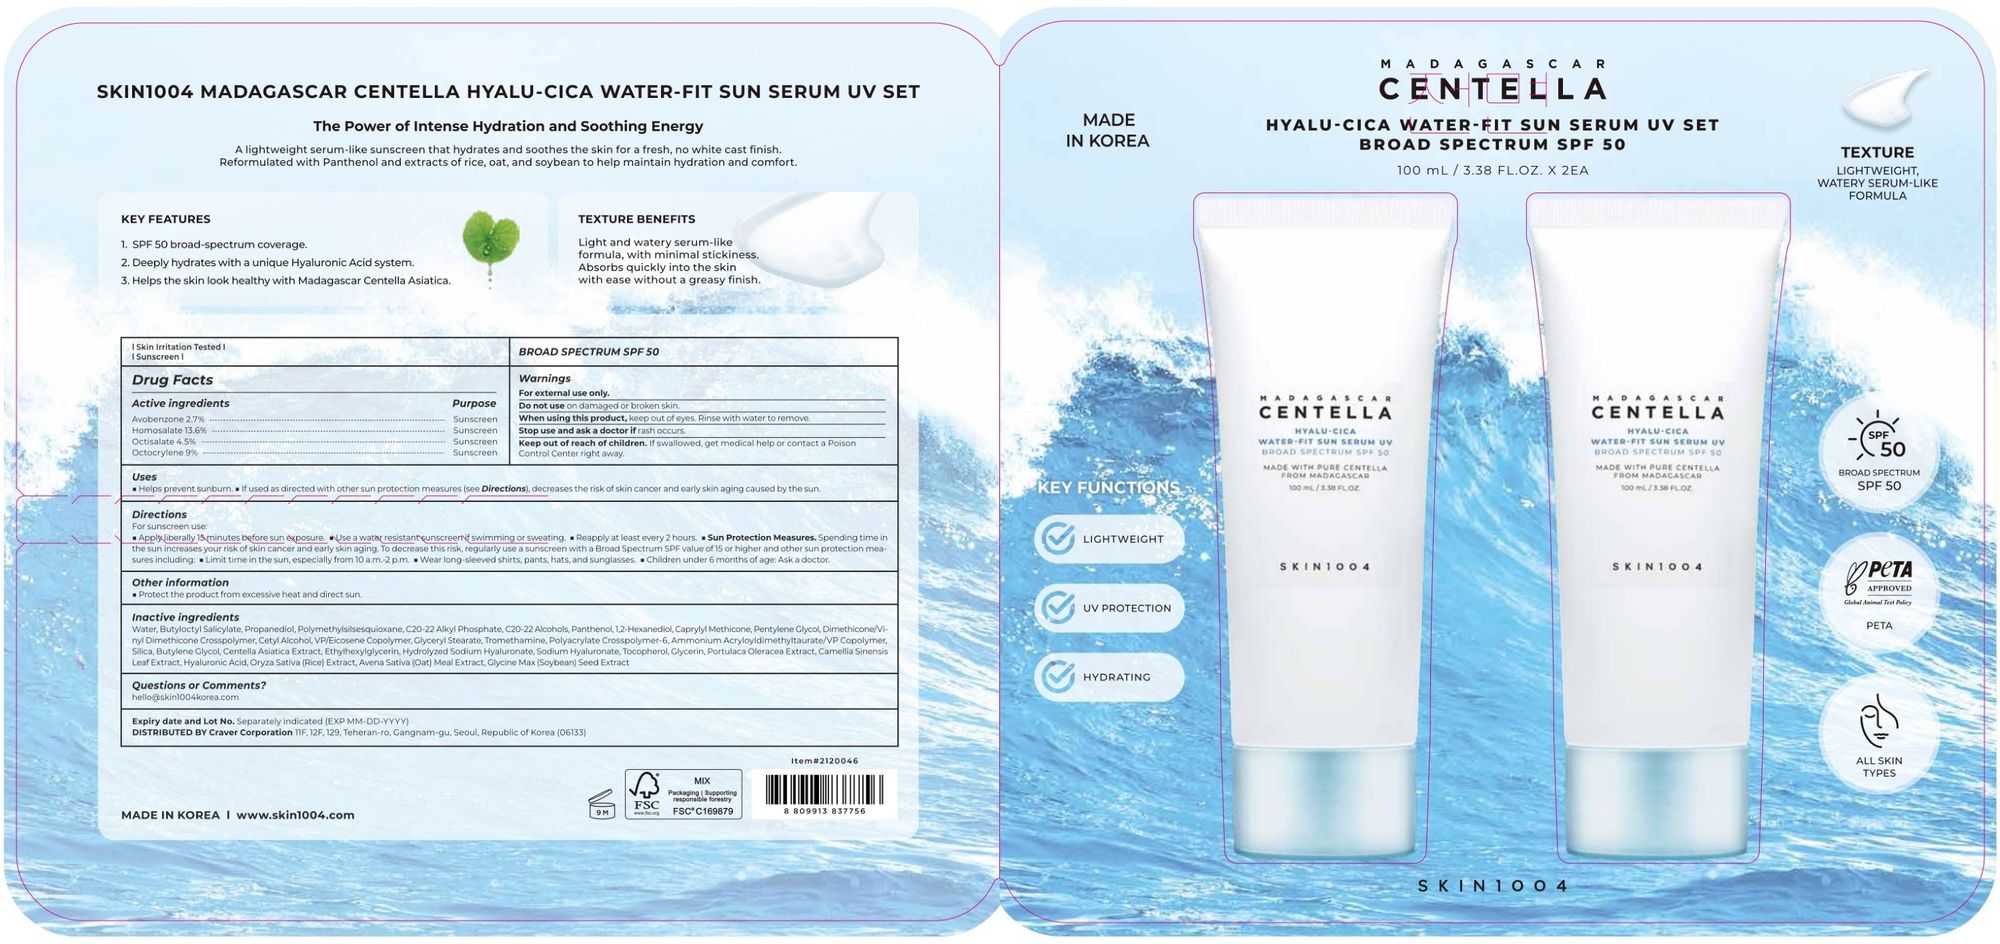 SKIN1004 MADAGASCAR CENTELLA HYALU-CICA WATER-FIT SUN SERUM UV SET
The Power of Intense Hydration and Soothing Energy
A lightweight serum-like sunscreen that hydrates and soothes the skin for a fresh, no white cast finish.
Reformulated with Panthenol and extracts of rice, oat, and soybean to help maintain hydration and comfort.
KEY FEATURES
1. SPF 50 broad-spectrum coverage.
2. Deeply hydrates with a unique Hyaluronic Acid system.
3. Helps the skin look healthy with Madagascar Centella Asiatica.
TEXTURE BENEFITS
Light and watery serum-like
formula, with minimal stickiness.
Absorbs quickly into the skin
with ease without a greasy finish.
I Skin Irritation Tested I
I Sunscreen I
BROAD SPECTRUM SPF 50
Drug Facts
Active ingredients Purpose
Avobenzone 2.7% Sunscreen
Homosalate 13.6% Sunscreen
Octisalate 4.5% Sunscreen
Octocrylene 9% Sunscreen
Warnings
For external use only.
Do not use on damaged or broken skin.
When using this product, keep out of eyes. Rinse with water to remove.
Stop use and ask a doctor if rash occurs.
Keep out of reach of children. If swallowed, get medical help or contact a Poison
Control Center right away.
Uses
▪ Helps prevent sunburn. ▪ If used as directed with other sun protection measures (see Directions), decreases the risk of skin cancer and early skin aging caused by the sun.
Directions
For sunscreen use:
▪ Apply liberally 15 minutes before sun exposure. ▪ Use a water resistant sunscreen if swimming or sweating. ▪ Reapply at least every 2 hours. ▪ Sun Protection Measures. Spending time in
the sun increases your risk of skin cancer and early skin aging. To decrease this risk, regularly use a sunscreen with a Broad Spectrum SPF value of 15 or higher and other sun protection mea-
sures including: ▪ Limit time in the sun, especially from 10 a.m.-2 p.m. ▪ Wear long-sleeved shirts, pants, hats, and sunglasses. ▪ Children under 6 months of age: Ask a doctor.
Other information
▪ Protect the product from excessive heat and direct sun.
Inactive ingredients
Water, Butyloctyl Salicylate, Propanediol, Polymethylsilsesquioxane, C20-22 Alkyl Phosphate, C20-22 Alcohols, Panthenol, 1,2-Hexanediol, Caprylyl Methicone, Pentylene Glycol, Dimethicone/Vi-
nyl Dimethicone Crosspolymer, Cetyl Alcohol, VP/Eicosene Copolymer, Glyceryl Stearate, Tromethamine, Polyacrylate Crosspolymer-6, Ammonium Acryloyldimethyltaurate/VP Copolymer,
Silica, Butylene Glycol, Centella Asiatica Extract, Ethylhexylglycerin, Hydrolyzed Sodium Hyaluronate, Sodium Hyaluronate, Tocopherol, Glycerin, Portulaca Oleracea Extract, Camellia Sinensis
Leaf Extract, Hyaluronic Acid, Oryza Sativa (Rice) Extract, Avena Sativa (Oat) Meal Extract, Glycine Max (Soybean) Seed Extract
Questions or Comments?
hello@skin1004korea.com
Expiry date and Lot No. Separately indicated (EXP MM-DD-YYYY)
DISTRIBUTED BY Craver Corporation 11F, 12F, 129, Teheran-ro, Gangnam-gu, Seoul, Republic of Korea (06133)
MADE IN KOREA I www.skin1004.com
9M
FSC
www.fsc.org
MIX
Packaging | Supporting
responsible forestry
FSC® C169879
Item#2120046
8 809913 837756
MADE
IN KOREA
MADAGASCAR
CENTELLA
HYALU-CICA WATER-FIT SUN SERUM UV SET
BROAD SPECTRUM SPF 50
100 mL / 3.38 FL.OZ. X 2EA
TEXTURE
LIGHTWEIGHT,
WATERY SERUM-LIKE
FORMULA
KEY FUNCTIONS
LIGHTWEIGHT
UV PROTECTION
HYDRATING
MADAGASCAR
CENTELLA
HYALU-CICA
WATER-FIT SUN SERUM UV
BROAD SPECTRUM SPF 50
MADE WITH PURE CENTELLA
FROM MADAGASCAR
100 mL / 3.38 FL.OZ.
SKIN1004
MADAGASCAR
CENTELLA
HYALU-CICA
WATER-FIT SUN SERUM UV
BROAD SPECTRUM SPF 50
MADE WITH PURE CENTELLA
FROM MADAGASCAR
100 mL / 3.38 FL.OZ.
SKIN1004
SPF
50
BROAD SPECTRUM
SPF 50
PETA
APPROVED
Global Animal Test Policy
PETA
ALL SKIN
TYPES
SKIN1004